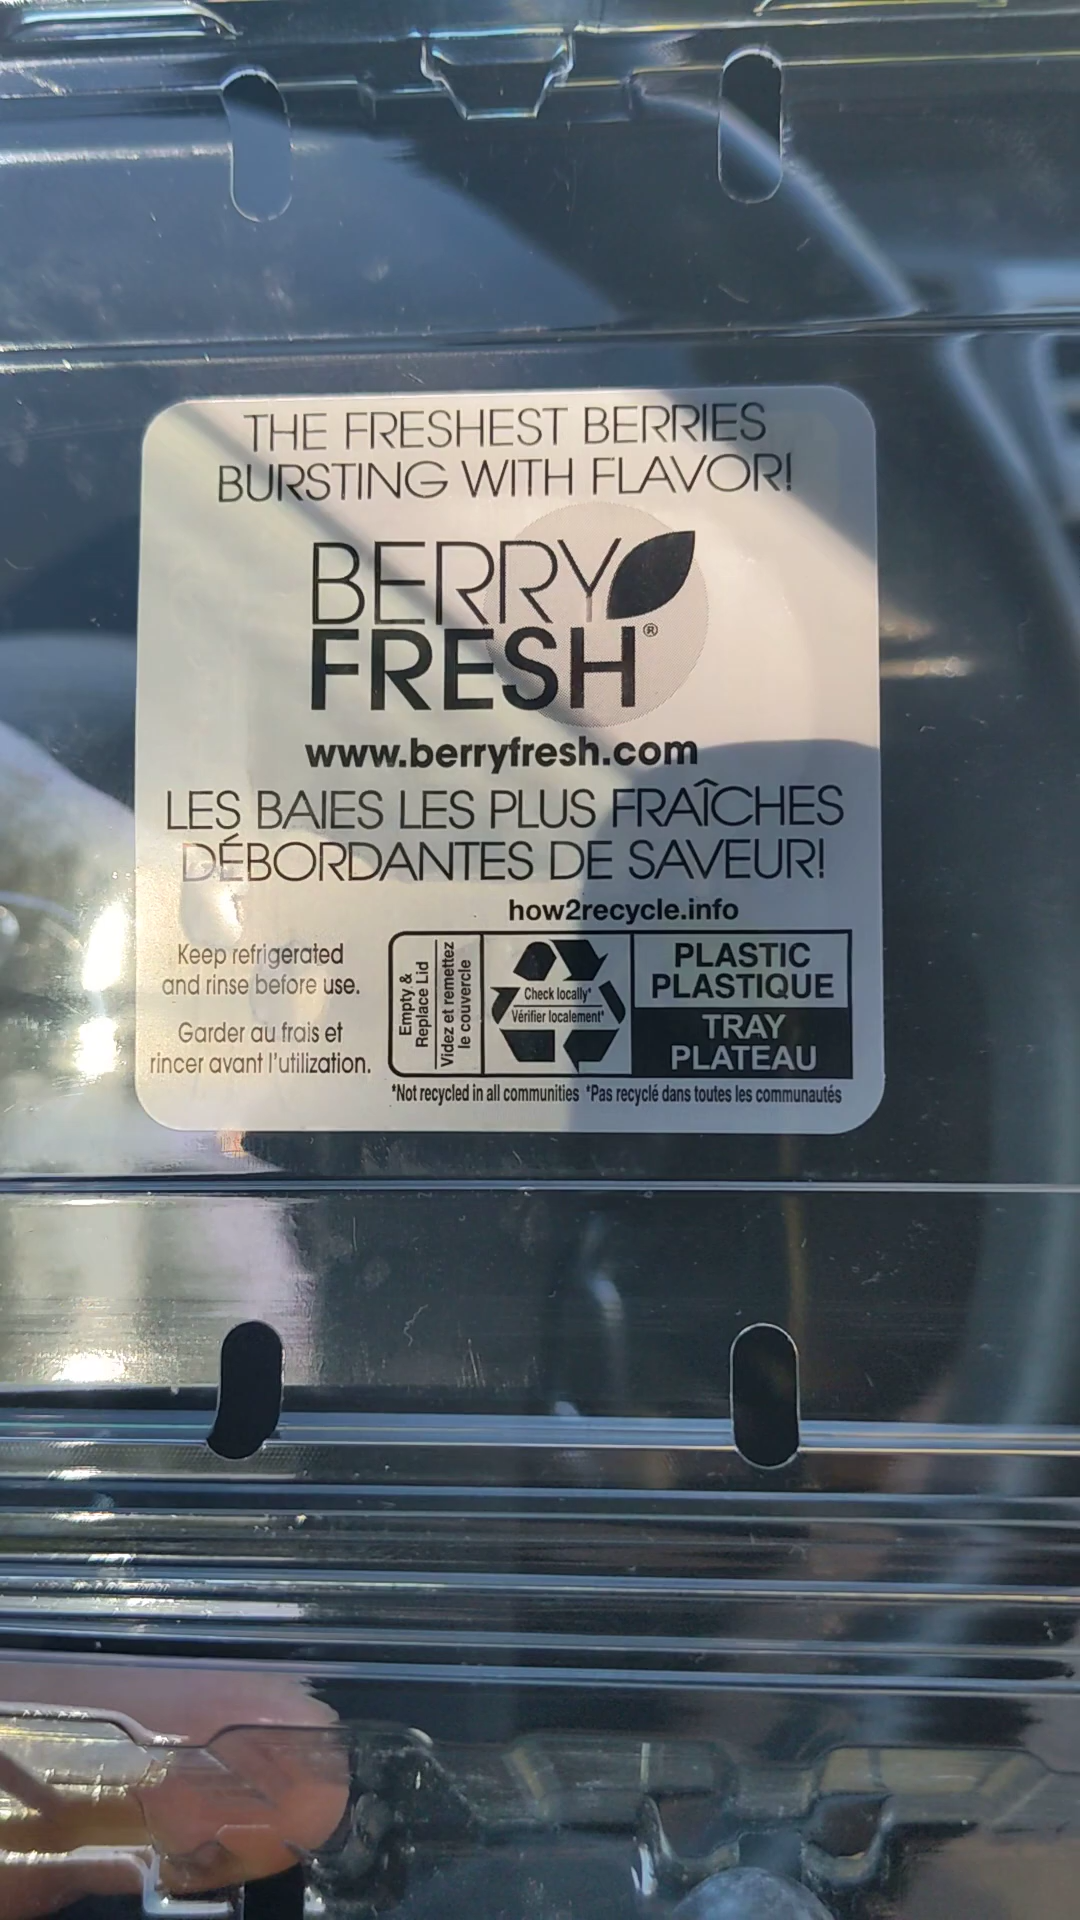 THE FRESHEST BERRIES
BURSTING WITH FLAVOR!
BERRY
FRESH®
www.berryfresh.com
LES BAIES LES PLUS FRAÎCHES
DÉBORDANTES DE SAVEUR!
how2recycle.info
Keep refrigerated
and rinse before use.
Garder au frais et
rincer avant l'utilization.
Empty &
Replace Lid
Videz et remettez
le couvercle
Check locally*
Vérifier localement*
PLASTIC
PLASTIQUE
TRAY
PLATEAU
*Not recycled in all communities *Pas recyclé dans toutes les communautés